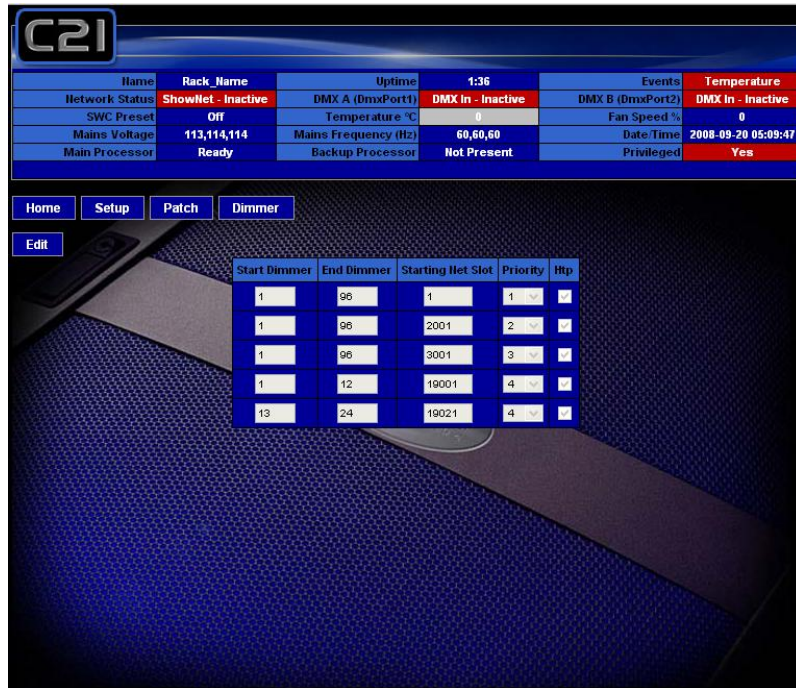 C21
Name Rack_Name Uptime 1:36 Events Temperature
Network Status ShowNet - Inactive DMX A (DmxPort1) DMX In - Inactive DMX B (DmxPort2) DMX In - Inactive
SWC Preset Off Temperature °C 0 Fan Speed % 0
Mains Voltage 113,114,114 Mains Frequency (Hz) 60,60,60 Date/Time 2008-09-20 05:09:47
Main Processor Ready Backup Processor Not Present Privileged Yes
Home Setup Patch Dimmer
Edit
Start Dimmer End Dimmer Starting Net Slot Priority Htp
1 96 1 1
1 96 2001 2
1 96 3001 3
1 12 19001 4
13 24 19021 4